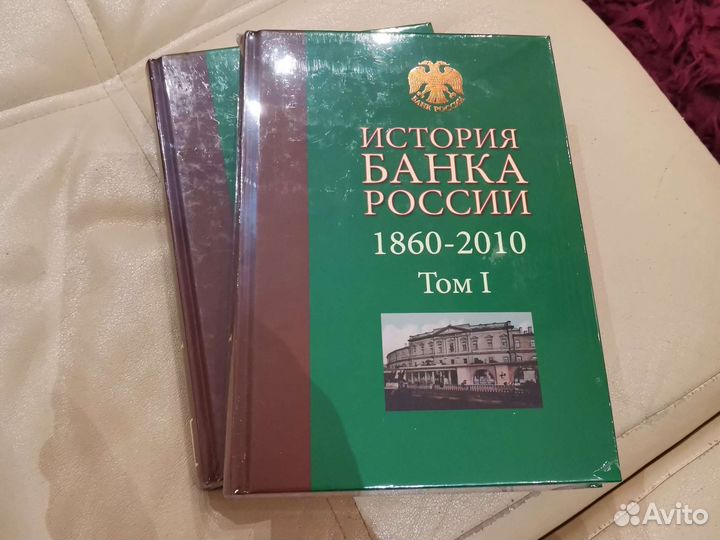 БАНК РОССИИ
ИСТОРИЯ
БАНКА
РОССИИ
1860-2010
Том I
Avito